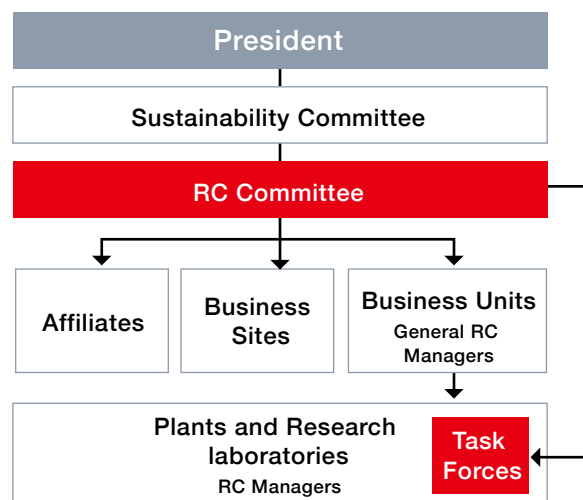 President
Sustainability Committee
RC Committee
Affiliates
Business
Sites
Business Units
General RC
Managers
Plants and Research
laboratories
RC Managers
Task
Forces